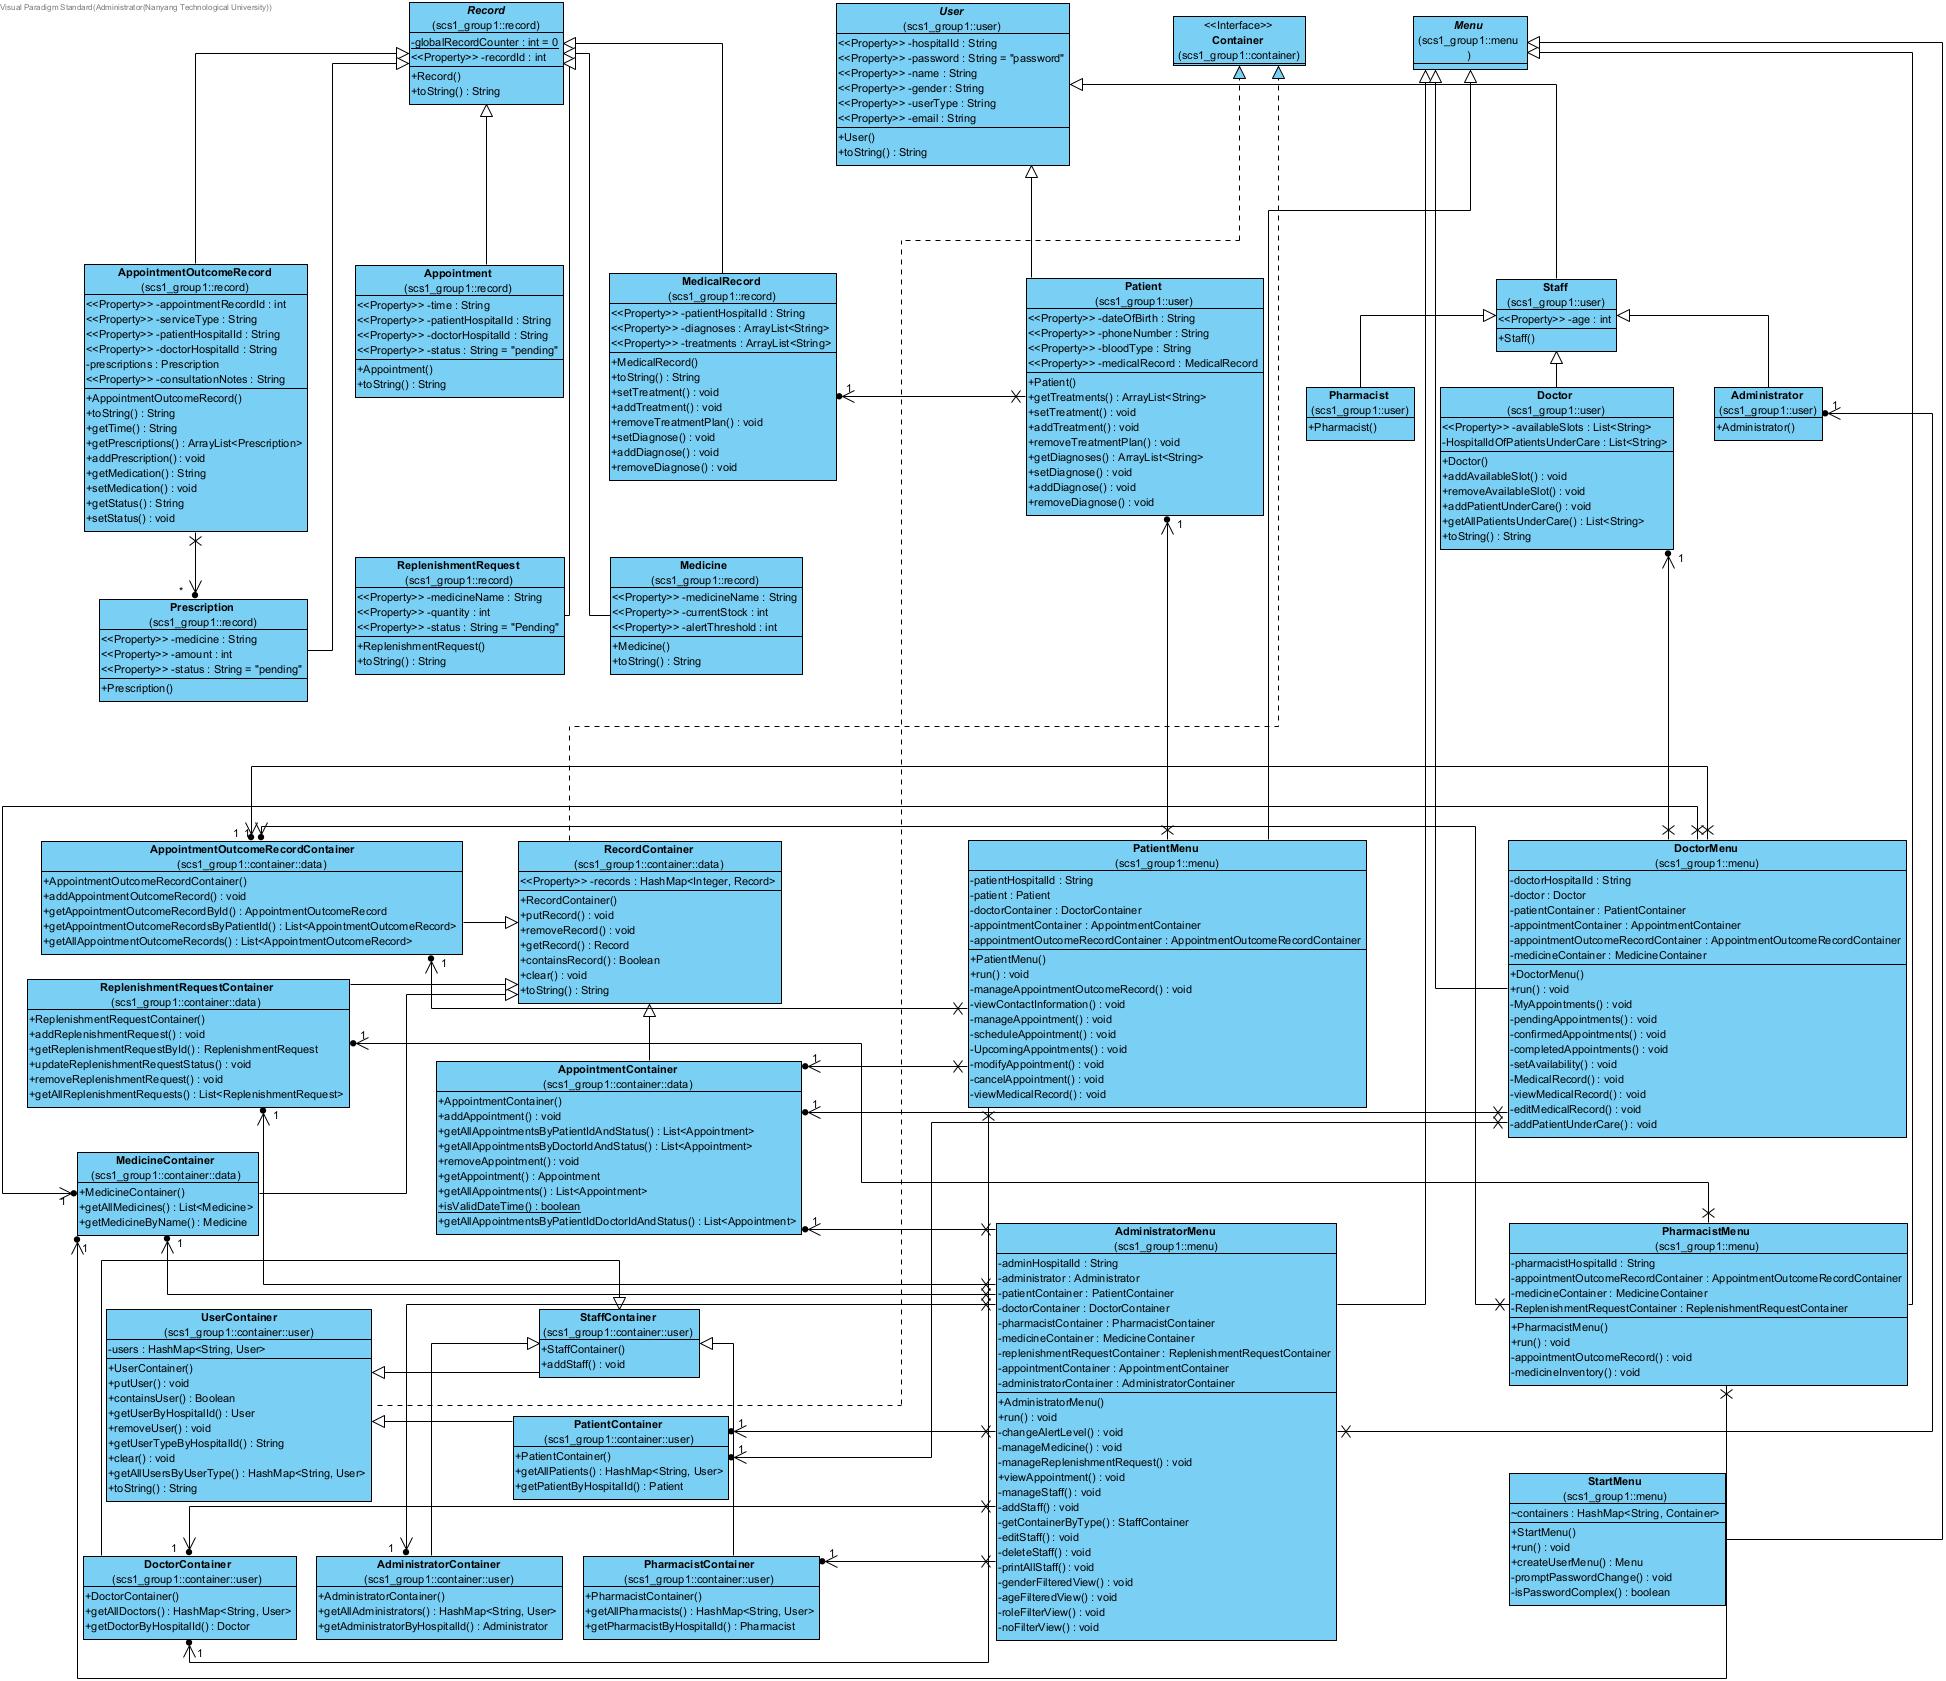 Visual Paradigm Standard(Administrator(Nanyang Technological University))
Record
(scs1_group1::record)
-globalRecordCounter : int = 0
<<Property>> -recordId : int
+Record()
+toString() : String
User
(scs1_group1::user)
<<Property>> -hospitalId : String
<<Property>> -password : String = "password"
<<Property>> -name : String
<<Property>> -gender : String
<<Property>> -userType : String
<<Property>> -email : String
+User()
+toString() : String
<<Interface>>
Container
(scs1_group1::container)
Menu
(scs1_group1::menu
)
AppointmentOutcomeRecord
(scs1_group1::record)
<<Property>> -appointmentRecordId : int
<<Property>> -serviceType : String
<<Property>> -patientHospitalId : String
<<Property>> -doctorHospitalId : String
-prescriptions : Prescription
<<Property>> -consultationNotes : String
+AppointmentOutcomeRecord()
+toString() : String
+getTime() : String
+getPrescriptions() : ArrayList<Prescription>
+addPrescription() : void
+getMedication() : String
+setMedication() : void
+getStatus() : String
+setStatus() : void
Appointment
(scs1_group1::record)
<<Property>> -time : String
<<Property>> -patientHospitalId : String
<<Property>> -doctorHospitalId : String
<<Property>> -status : String = "pending"
+Appointment()
+toString() : String
MedicalRecord
(scs1_group1::record)
<<Property>> -patientHospitalId : String
<<Property>> -diagnoses : ArrayList<String>
<<Property>> -treatments : ArrayList<String>
+MedicalRecord()
+toString() : String
+setTreatment() : void
+addTreatment() : void
+removeTreatmentPlan() : void
+setDiagnose() : void
+addDiagnose() : void
+removeDiagnose() : void
1
Patient
(scs1_group1::user)
<<Property>> -dateOfBirth : String
<<Property>> -phoneNumber : String
<<Property>> -bloodType : String
<<Property>> -medicalRecord : MedicalRecord
+Patient()
+getTreatments() : ArrayList<String>
+setTreatment() : void
+addTreatment() : void
+removeTreatmentPlan() : void
+getDiagnoses() : ArrayList<String>
+setDiagnose() : void
+addDiagnose() : void
+removeDiagnose() : void
1
Staff
(scs1_group1::user)
<<Property>> -age : int
+Staff()
Pharmacist
(scs1_group1::user)
+Pharmacist()
Doctor
(scs1_group1::user)
<<Property>> -availableSlots : List<String>
-HospitalIdOfPatientsUnderCare : List<String>
+Doctor()
+addAvailableSlot() : void
+removeAvailableSlot() : void
+addPatientUnderCare() : void
+getAllPatientsUnderCare() : List<String>
+toString() : String
1
Administrator
(scs1_group1::user)
+Administrator()
1
*
Prescription
(scs1_group1::record)
<<Property>> -medicine : String
<<Property>> -amount : int
<<Property>> -status : String = "pending"
+Prescription()
ReplenishmentRequest
(scs1_group1::record)
<<Property>> -medicineName : String
<<Property>> -quantity : int
<<Property>> -status : String = "Pending"
+ReplenishmentRequest()
+toString() : String
Medicine
(scs1_group1::record)
<<Property>> -medicineName : String
<<Property>> -currentStock : int
<<Property>> -alertThreshold : int
+Medicine()
+toString() : String
1 1
AppointmentOutcomeRecordContainer
(scs1_group1::container::data)
+AppointmentOutcomeRecordContainer()
+addAppointmentOutcomeRecord() : void
+getAppointmentOutcomeRecordById() : AppointmentOutcomeRecord
+getAppointmentOutcomeRecordsByPatientId() : List<AppointmentOutcomeRecord>
+getAllAppointmentOutcomeRecords() : List<AppointmentOutcomeRecord>
1
RecordContainer
(scs1_group1::container::data)
<<Property>> -records : HashMap<Integer, Record>
+RecordContainer()
+putRecord() : void
+removeRecord() : void
+getRecord() : Record
+containsRecord() : Boolean
+clear() : void
+toString() : String
PatientMenu
(scs1_group1::menu)
-patientHospitalId : String
-patient : Patient
-doctorContainer : DoctorContainer
-appointmentContainer : AppointmentContainer
-appointmentOutcomeRecordContainer : AppointmentOutcomeRecordContainer
+PatientMenu()
+run() : void
-manageAppointmentOutcomeRecord() : void
-viewContactInformation() : void
-manageAppointment() : void
-scheduleAppointment() : void
-UpcomingAppointments() : void
-modifyAppointment() : void
-cancelAppointment() : void
-viewMedicalRecord() : void
DoctorMenu
(scs1_group1::menu)
-doctorHospitalId : String
-doctor : Doctor
-patientContainer : PatientContainer
-appointmentContainer : AppointmentContainer
-appointmentOutcomeRecordContainer : AppointmentOutcomeRecordContainer
-medicineContainer : MedicineContainer
+DoctorMenu()
+run() : void
-MyAppointments() : void
-pendingAppointments() : void
-confirmedAppointments() : void
-completedAppointments() : void
-setAvailability() : void
-MedicalRecord() : void
-viewMedicalRecord() : void
-editMedicalRecord() : void
-addPatientUnderCare() : void
ReplenishmentRequestContainer
(scs1_group1::container::data)
+ReplenishmentRequestContainer()
+addReplenishmentRequest() : void
+getReplenishmentRequestById() : ReplenishmentRequest
+updateReplenishmentRequestStatus() : void
+removeReplenishmentRequest() : void
+getAllReplenishmentRequests() : List<ReplenishmentRequest>
1
1
AppointmentContainer
(scs1_group1::container::data)
+AppointmentContainer()
+addAppointment() : void
+getAllAppointmentsByPatientIdAndStatus() : List<Appointment>
+getAllAppointmentsByDoctorIdAndStatus() : List<Appointment>
+removeAppointment() : void
+getAppointment() : Appointment
+getAllAppointments() : List<Appointment>
+isValidDateTime() : boolean
+getAllAppointmentsByPatientIdDoctorIdAndStatus() : List<Appointment>
1
1
1
MedicineContainer
(scs1_group1::container::data)
+MedicineContainer()
+getAllMedicines() : List<Medicine>
+getMedicineByName() : Medicine
1
1
1
AdministratorMenu
(scs1_group1::menu)
-adminHospitalId : String
-administrator : Administrator
-patientContainer : PatientContainer
-doctorContainer : DoctorContainer
-pharmacistContainer : PharmacistContainer
-medicineContainer : MedicineContainer
-replenishmentRequestContainer : ReplenishmentRequestContainer
-appointmentContainer : AppointmentContainer
-administratorContainer : AdministratorContainer
+AdministratorMenu()
+run() : void
-changeAlertLevel() : void
-manageMedicine() : void
-manageReplenishmentRequest() : void
+viewAppointment() : void
-manageStaff() : void
-addStaff() : void
-getContainerByType() : StaffContainer
-editStaff() : void
-deleteStaff() : void
-printAllStaff() : void
-genderFilteredView() : void
-ageFilteredView() : void
-roleFilterView() : void
-noFilterView() : void
PharmacistMenu
(scs1_group1::menu)
-pharmacistHospitalId : String
-appointmentOutcomeRecordContainer : AppointmentOutcomeRecordContainer
-medicineContainer : MedicineContainer
-ReplenishmentRequestContainer : ReplenishmentRequestContainer
+PharmacistMenu()
+run() : void
-appointmentOutcomeRecord() : void
-medicineInventory() : void
UserContainer
(scs1_group1::container::user)
-users : HashMap<String, User>
+UserContainer()
+putUser() : void
+containsUser() : Boolean
+getUserByHospitalId() : User
+removeUser() : void
+getUserTypeByHospitalId() : String
+clear() : void
+getAllUsersByUserType() : HashMap<String, User>
+toString() : String
StaffContainer
(scs1_group1::container::user)
+StaffContainer()
+addStaff() : void
PatientContainer
(scs1_group1::container::user)
+PatientContainer()
+getAllPatients() : HashMap<String, User>
+getPatientByHospitalId() : Patient
1
1
StartMenu
(scs1_group1::menu)
~containers : HashMap<String, Container>
+StartMenu()
+run() : void
+createUserMenu() : Menu
-promptPasswordChange() : void
-isPasswordComplex() : boolean
1
DoctorContainer
(scs1_group1::container::user)
+DoctorContainer()
+getAllDoctors() : HashMap<String, User>
+getDoctorByHospitalId() : Doctor
1
1
AdministratorContainer
(scs1_group1::container::user)
+AdministratorContainer()
+getAllAdministrators() : HashMap<String, User>
+getAdministratorByHospitalId() : Administrator
PharmacistContainer
(scs1_group1::container::user)
+PharmacistContainer()
+getAllPharmacists() : HashMap<String, User>
+getPharmacistByHospitalId() : Pharmacist
1